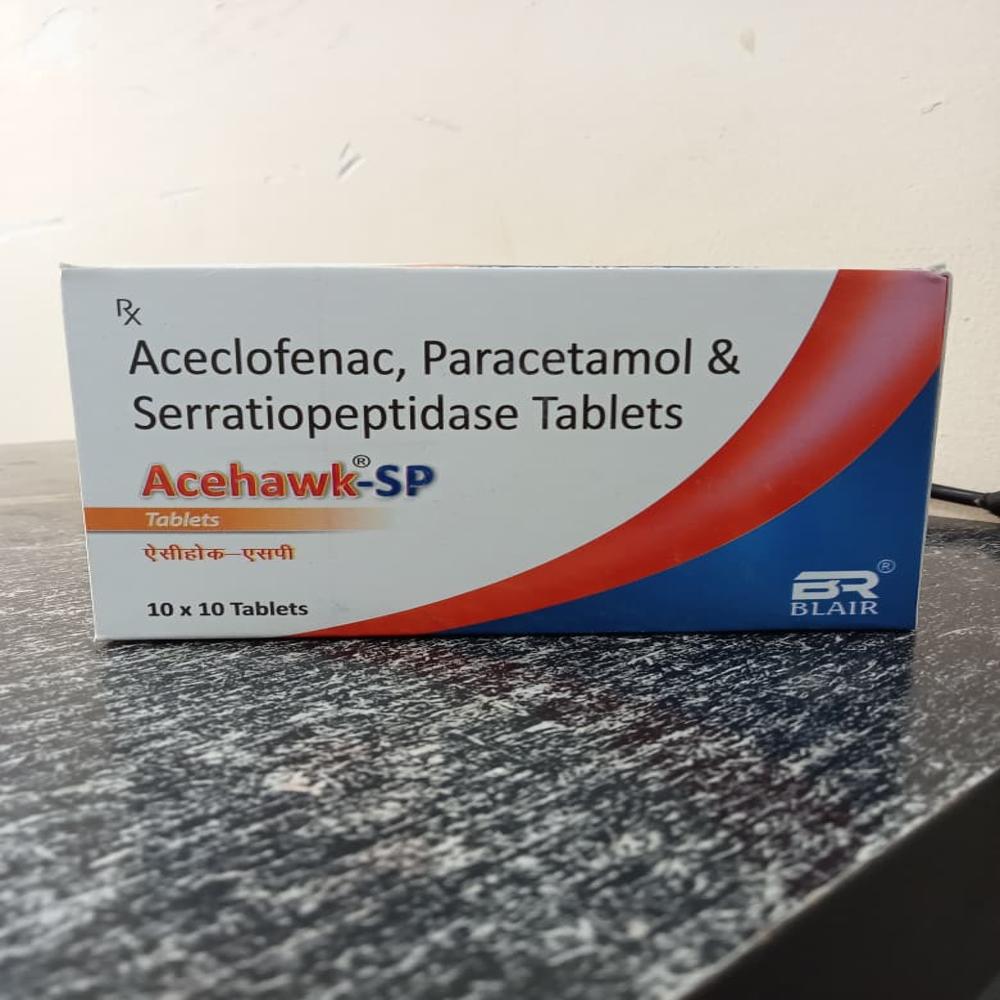 Rx
Aceclofenac, Paracetamol &
Serratiopeptidase Tablets
Acehawk®-SP
Tablets
ऐसीहोक–एसपी
10 x 10 Tablets
BR®
BLAIR